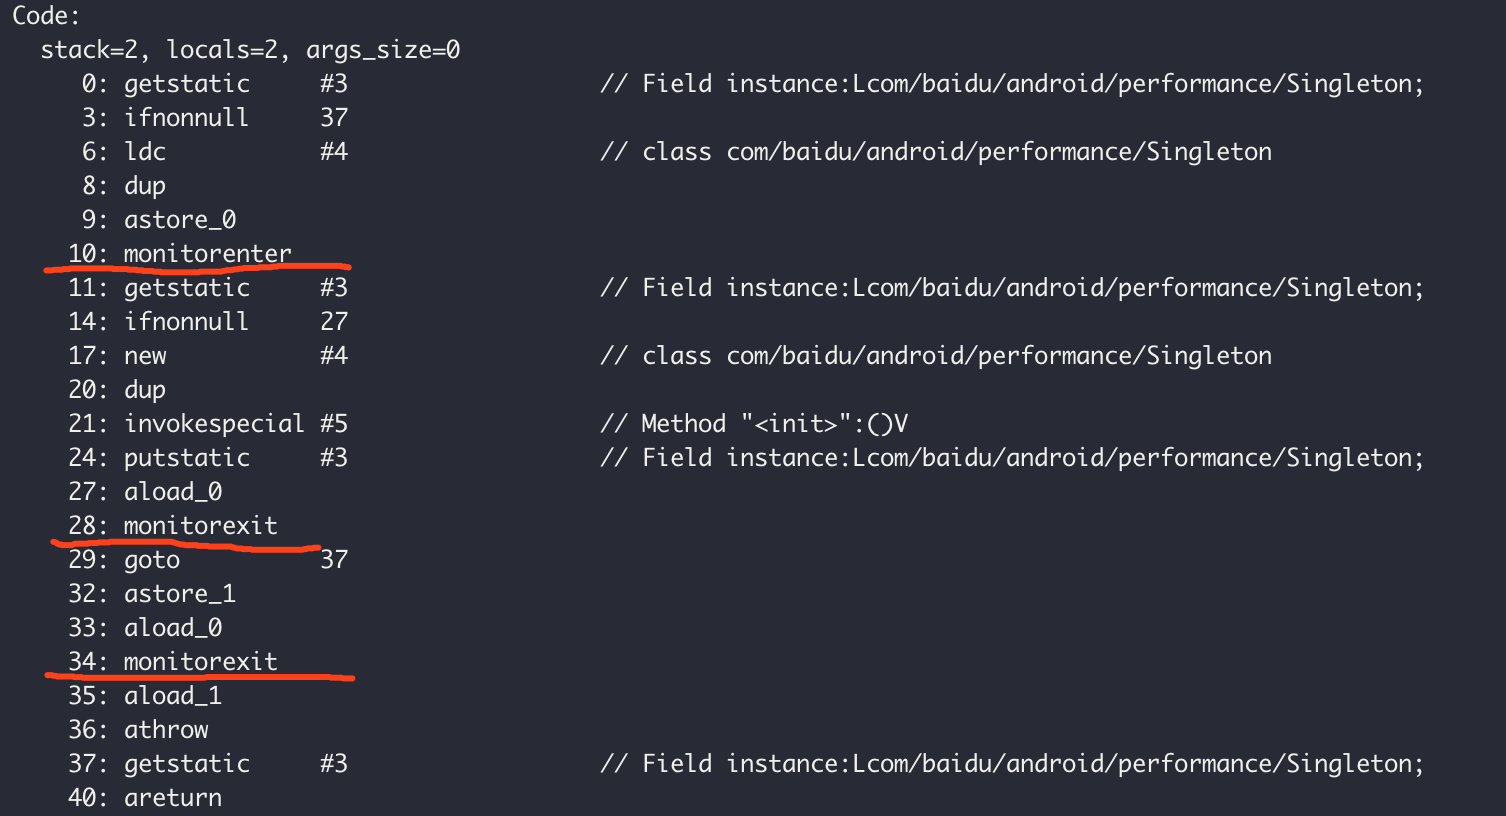 Code:
stack=2, locals=2, args_size=0
0: getstatic #3 // Field instance:Lcom/baidu/android/performance/Singleton;
3: ifnonnull 37
6: ldc #4 // class com/baidu/android/performance/Singleton
8: dup
9: astore_0
10: monitorenter
11: getstatic #3 // Field instance:Lcom/baidu/android/performance/Singleton;
14: ifnonnull 27
17: new #4 // class com/baidu/android/performance/Singleton
20: dup
21: invokespecial #5 // Method "<init>":()V
24: putstatic #3 // Field instance:Lcom/baidu/android/performance/Singleton;
27: aload_0
28: monitorexit
29: goto 37
32: astore_1
33: aload_0
34: monitorexit
35: aload_1
36: athrow
37: getstatic #3 // Field instance:Lcom/baidu/android/performance/Singleton;
40: areturn